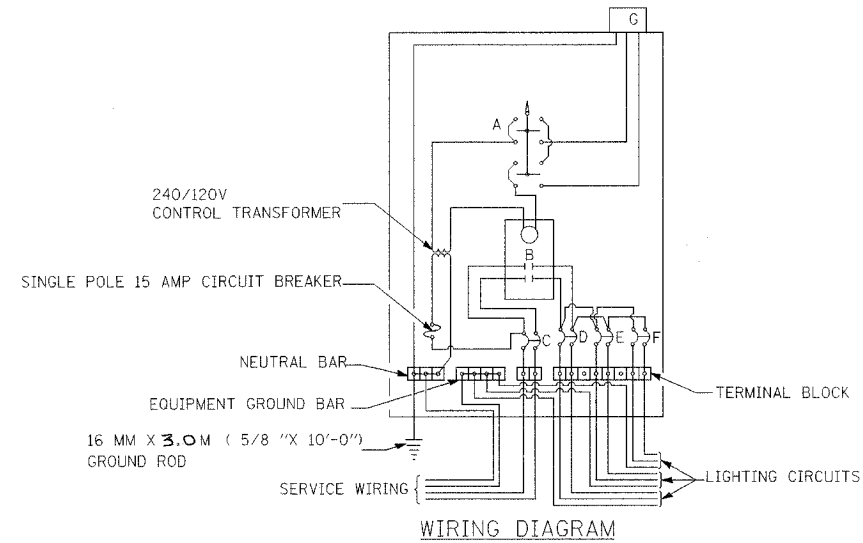 G
A
240/120V
CONTROL TRANSFORMER
B
SINGLE POLE 15 AMP CIRCUIT BREAKER
C
D
E
F
NEUTRAL BAR
EQUIPMENT GROUND BAR
TERMINAL BLOCK
16 MM X 3.0 M ( 5/8 "X 10'-0")
GROUND ROD
SERVICE WIRING
LIGHTING CIRCUITS
WIRING DIAGRAM